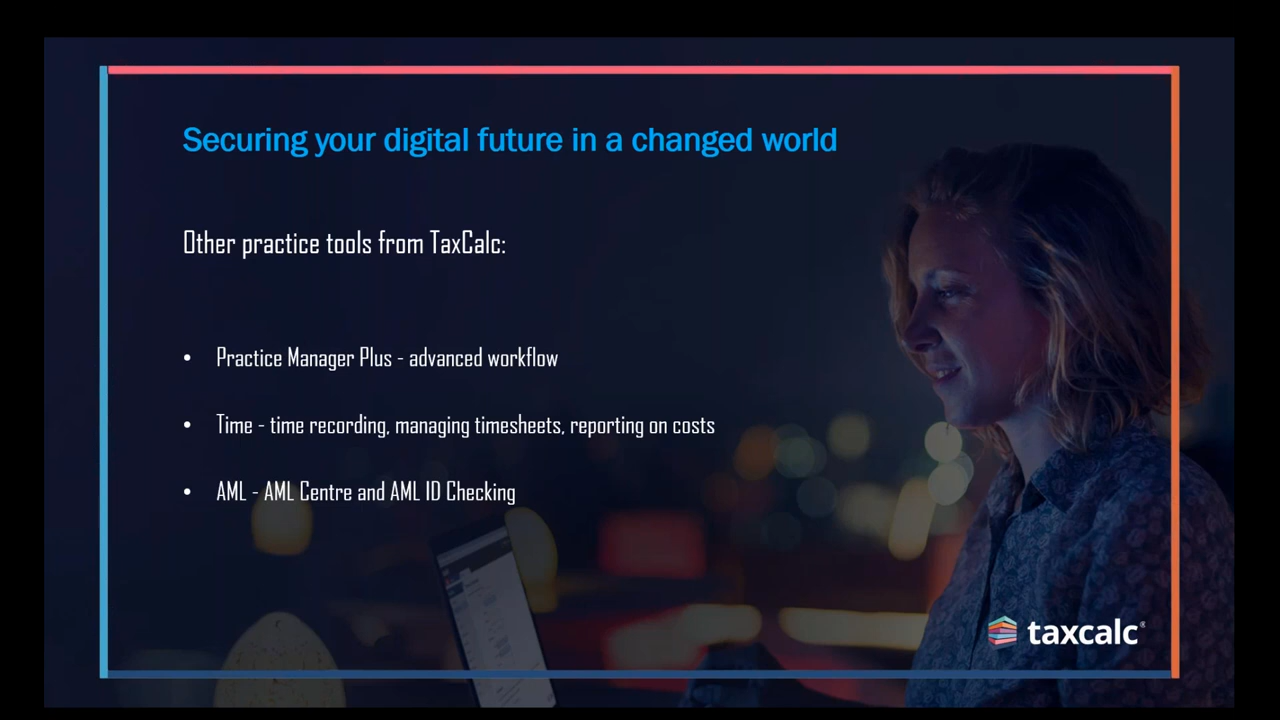 Securing your digital future in a changed world
Other practice tools from TaxCalc:
• Practice Manager Plus - advanced workflow
• Time - time recording, managing timesheets, reporting on costs
• AML - AML Centre and AML ID Checking
taxcalc®